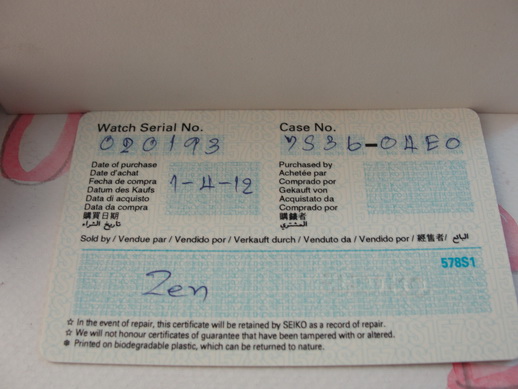 Watch Serial No.
020193
Case No.
7S36-04E0
Date of purchase
Date d'achat
Fecha de compra
Datum des Kaufs
Data di acquisto
Data da compra
購買日期
تاريخ الشراء
1-4-12
Purchased by
Achetée par
Comprado por
Gekauft von
Acquistato da
Comprado por
購錶者
المشتري
Sold by / Vendue par / Vendido por / Verkauft durch / Venduto da / Vendido por / 經售者/ البائع
578S1
Zen
☆ In the event of repair, this certificate will be retained by SEIKO as a record of repair.
☆ We will not honour certificates of guarantee that have been tampered with or altered.
● Printed on biodegradable plastic, which can be returned to nature.